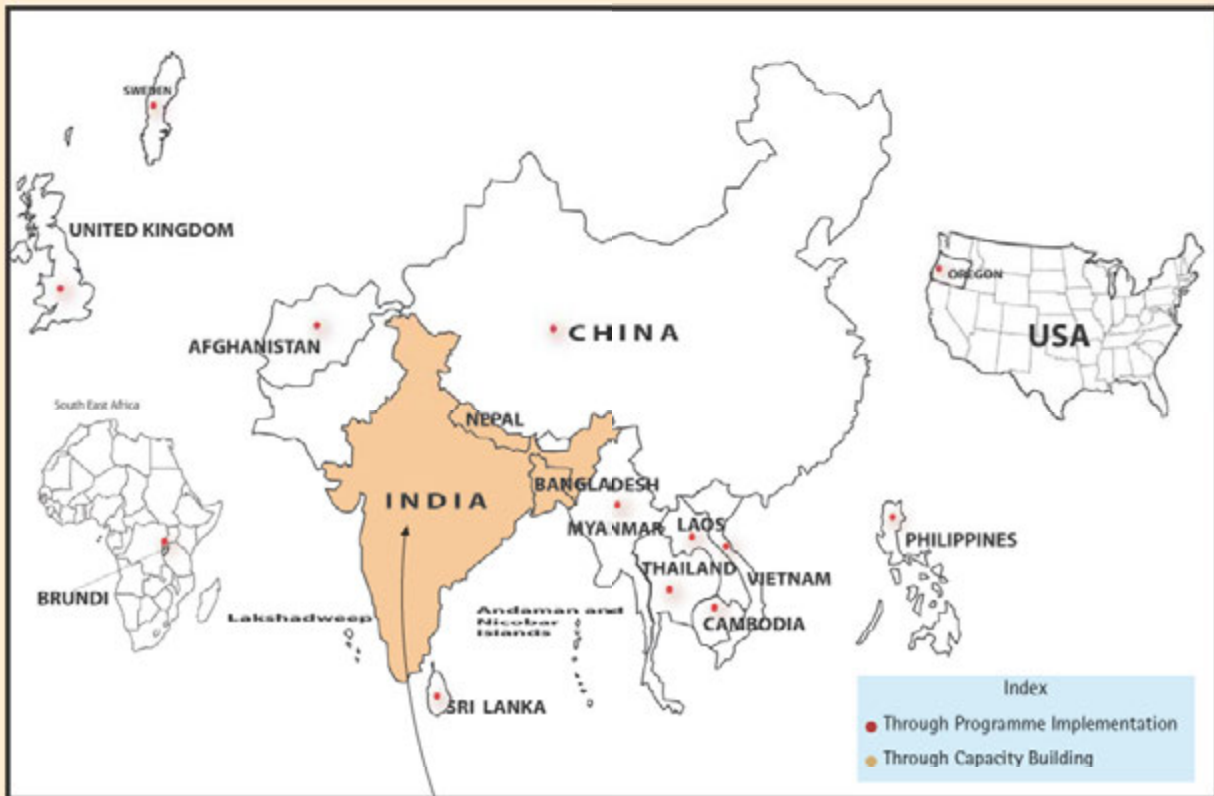 SWEDEN
UNITED KINGDOM
OREGON
USA
CHINA
AFGHANISTAN
South East Africa
NEPAL
BANGLADESH
INDIA
MYANMAR
LAOS
PHILIPPINES
THAILAND
VIETNAM
BRUNDI
Lakshadweep
Andaman and
Nicobar
Islands
CAMBODIA
SRI LANKA
Index
Through Programme Implementation
Through Capacity Building